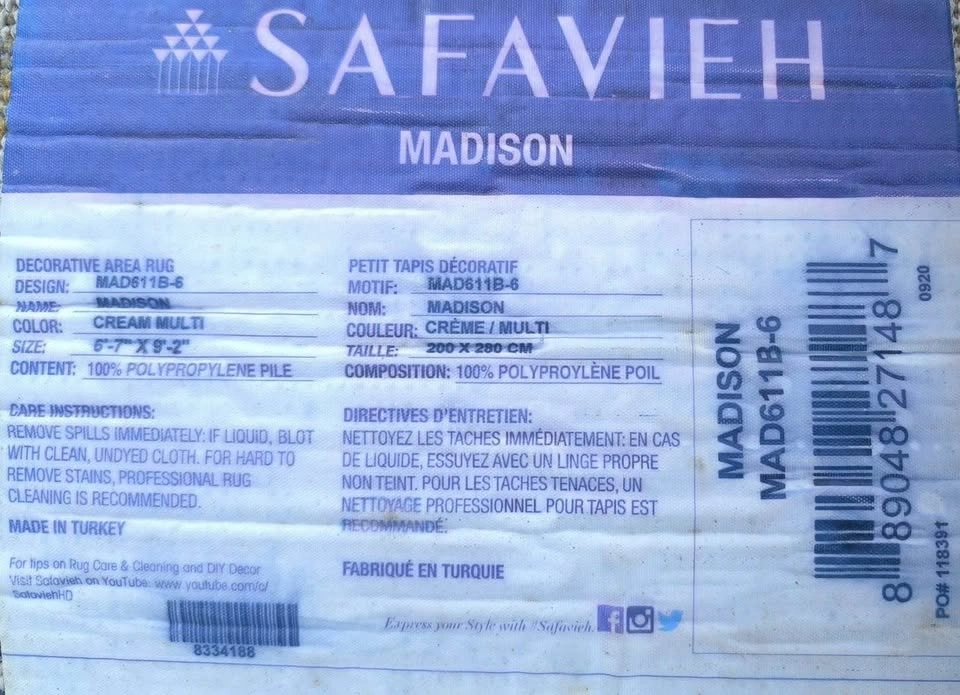 SAFAVIEH
MADISON
DECORATIVE AREA RUG
DESIGN: MAD611B-6
NAME: MADISON
COLOR: CREAM MULTI
SIZE: 6'-7" X 9'-2"
CONTENT: 100% POLYPROPYLENE PILE
CARE INSTRUCTIONS:
REMOVE SPILLS IMMEDIATELY: IF LIQUID, BLOT
WITH CLEAN, UNDYED CLOTH. FOR HARD TO
REMOVE STAINS, PROFESSIONAL RUG
CLEANING IS RECOMMENDED.
MADE IN TURKEY
For tips on Rug Care & Cleaning and DIY Decor
Visit Safavieh on YouTube: www.youtube.com/c/
SafaviehHD
8334188
PETIT TAPIS DÉCORATIF
MOTIF: MAD611B-6
NOM: MADISON
COULEUR: CRÈME / MULTI
TAILLE: 200 X 280 CM
COMPOSITION: 100% POLYPROYLÈNE POIL
DIRECTIVES D'ENTRETIEN:
NETTOYEZ LES TACHES IMMÉDIATEMENT: EN CAS
DE LIQUIDE, ESSUYEZ AVEC UN LINGE PROPRE
NON TEINT. POUR LES TACHES TENACES, UN
NETTOYAGE PROFESSIONNEL POUR TAPIS EST
RECOMMANDÉ.
FABRIQUÉ EN TURQUIE
Express your Style with #Safavieh.
MADISON
MAD611B-6
8 89048 27148 7
0920
PO# 118391